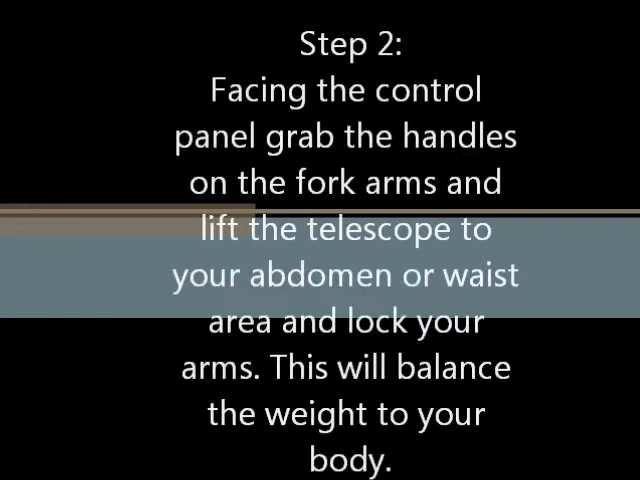 Step 2:
Facing the control
panel grab the handles
on the fork arms and
lift the telescope to
your abdomen or waist
area and lock your
arms. This will balance
the weight to your
body.